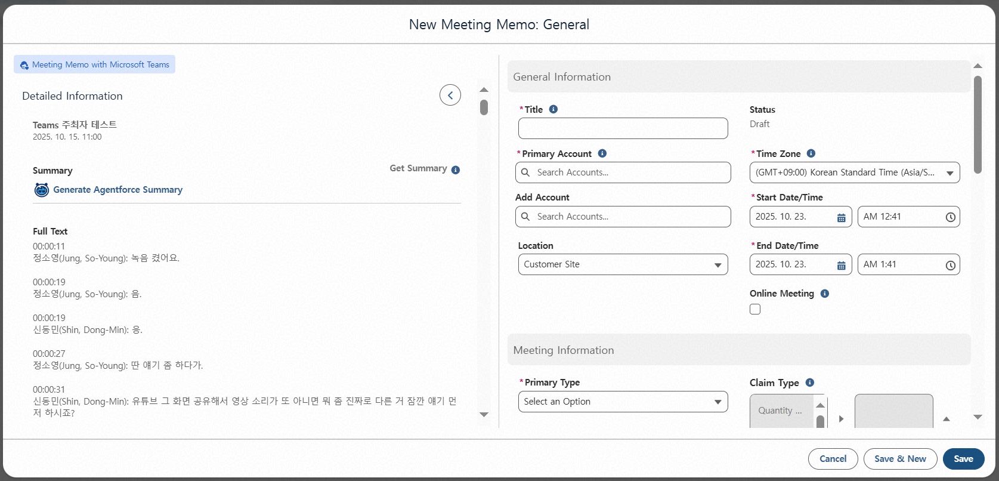 New Meeting Memo: General
Meeting Memo with Microsoft Teams
Detailed Information
Teams 주최자 테스트
2025. 10. 15. 11:00
Summary
Get Summary
Generate Agentforce Summary
Full Text
00:00:11
정소영(Jung, So-Young): 녹음 켰어요.
00:00:19
정소영(Jung, So-Young): 음.
00:00:19
신동민(Shin, Dong-Min): 응.
00:00:27
정소영(Jung, So-Young): 딴 얘기 좀 하다가.
00:00:31
신동민(Shin, Dong-Min): 유튜브 그 화면 공유해서 영상 소리가 또 아니면 뭐 좀 진짜로 다른 거 잠깐 얘기 먼
저 하시죠?
General Information
*Title
Status
Draft
*Primary Account
Search Accounts...
*Time Zone
(GMT+09:00) Korean Standard Time (Asia/S...
Add Account
Search Accounts...
*Start Date/Time
2025. 10. 23.
AM 12:41
Location
Customer Site
*End Date/Time
2025. 10. 23.
AM 1:41
Online Meeting
Meeting Information
*Primary Type
Select an Option
Claim Type
Quantity ...
Cancel
Save & New
Save